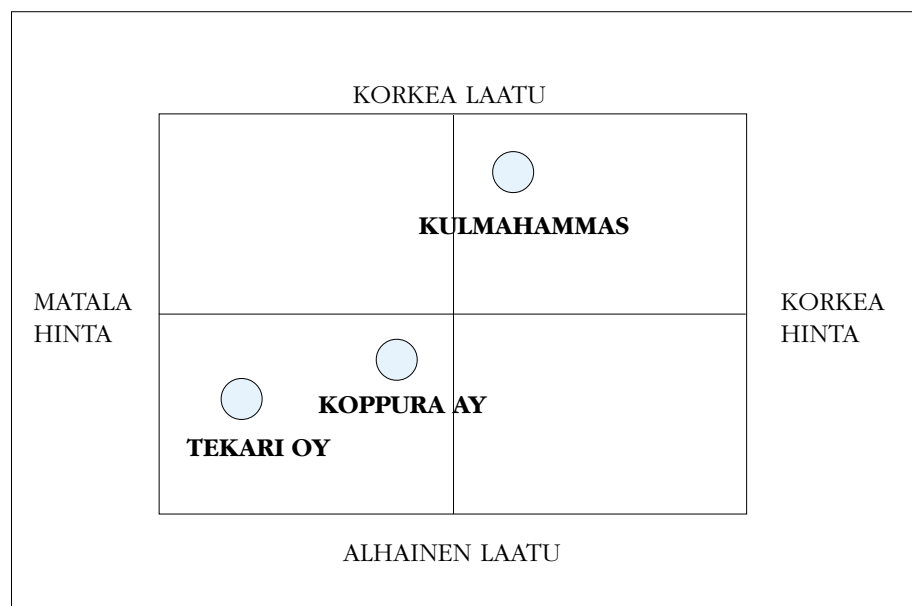 KORKEA LAATU
KULMAHAMMAS
MATALA
HINTA
KORKEA
HINTA
KOPPURA AY
TEKARI OY
ALHAINEN LAATU